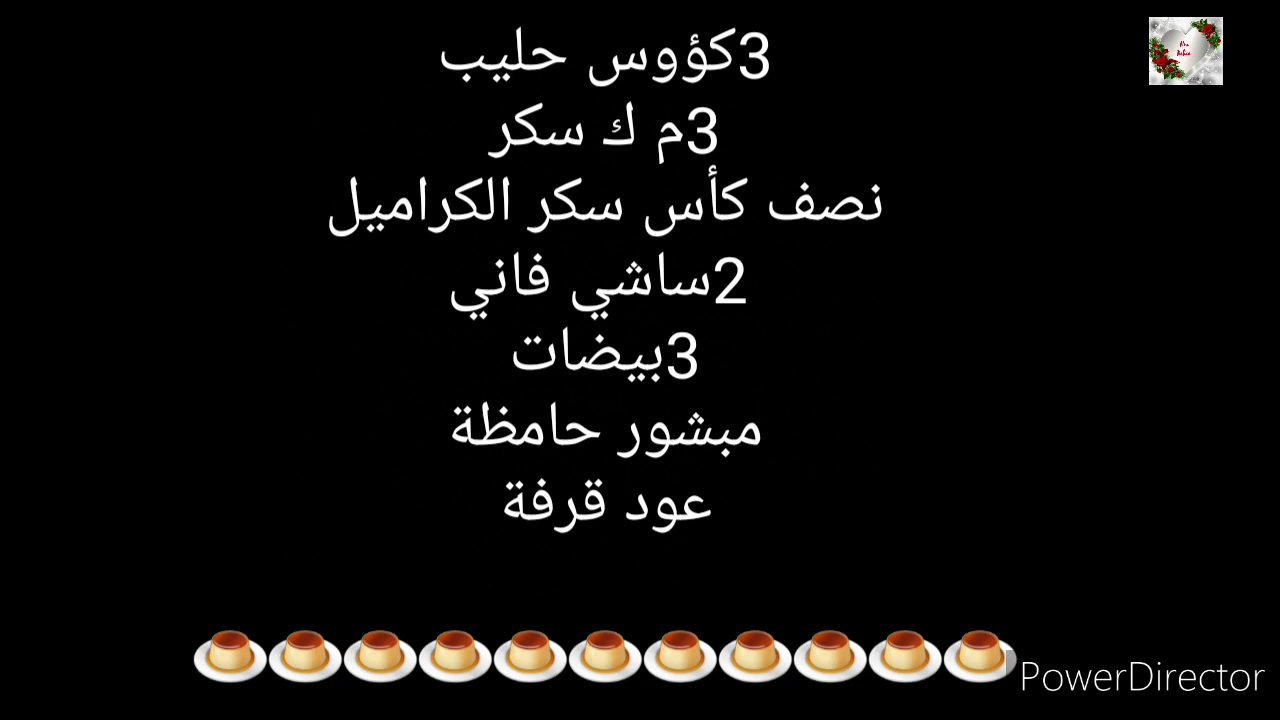 3كؤوس حليب
3م ك سكر
نصف كأس سكر الكراميل
2ساشي فاني
3بيضات
مبشور حامظة
عود قرفة
PowerDirector